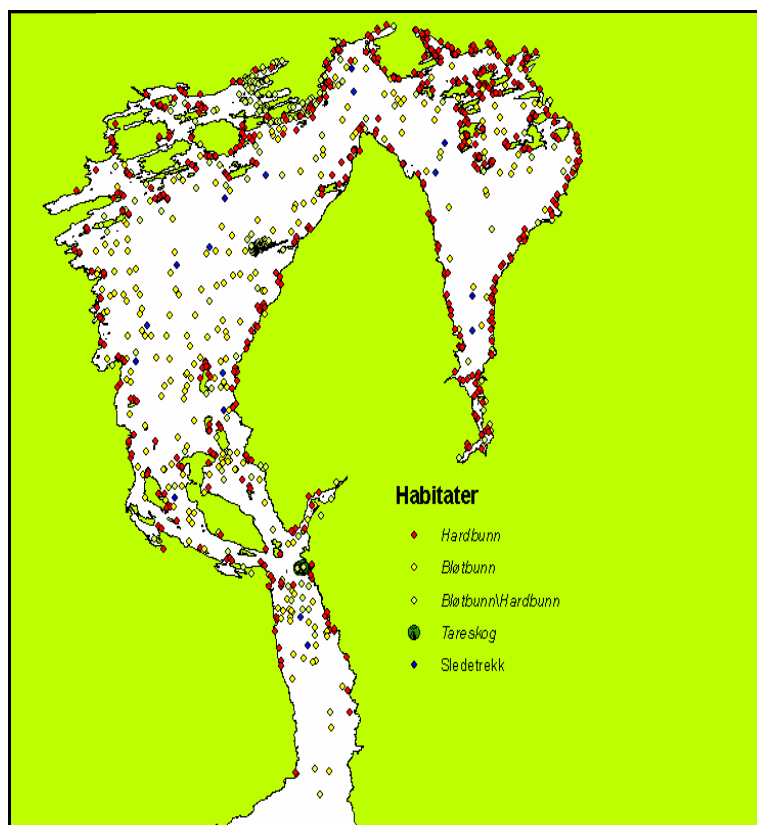 Habitater
Hardbunn
Bløtbunn
Bløtbunn\Hardbunn
Tareskog
Sledetrekk